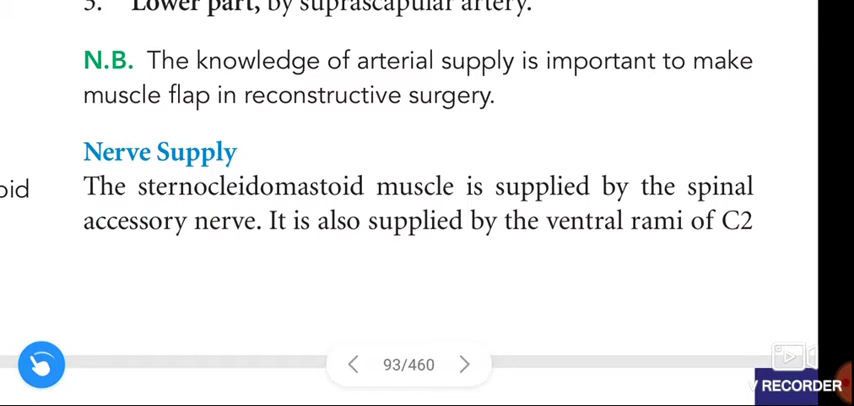 3. Lower part, by suprascapular artery.
N.B. The knowledge of arterial supply is important to make
muscle flap in reconstructive surgery.
Nerve Supply
oid The sternocleidomastoid muscle is supplied by the spinal
accessory nerve. It is also supplied by the ventral rami of C2
93/460
V RECORDER